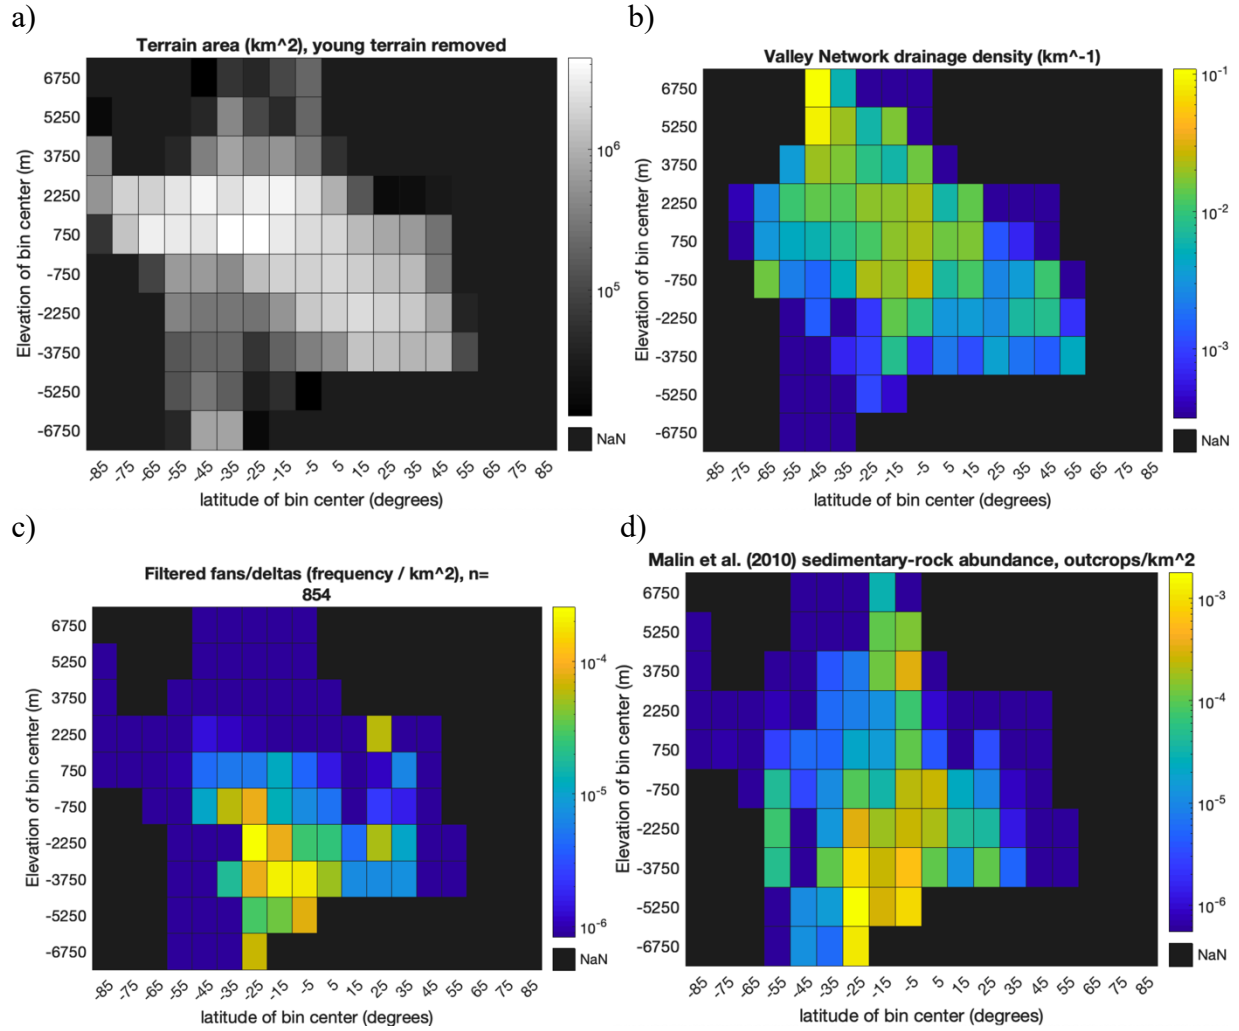 a)
Terrain area (km^2), young terrain removed
Elevation of bin center (m)
6750
5250
3750
2250
750
-750
-2250
-3750
-5250
-6750
-85 -75 -65 -55 -45 -35 -25 -15 -5 5 15 25 35 45 55 65 75 85
latitude of bin center (degrees)
10^6
10^5
NaN
b)
Valley Network drainage density (km^-1)
Elevation of bin center (m)
6750
5250
3750
2250
750
-750
-2250
-3750
-5250
-6750
-85 -75 -65 -55 -45 -35 -25 -15 -5 5 15 25 35 45 55 65 75 85
latitude of bin center (degrees)
10^-1
10^-2
10^-3
NaN
c)
Filtered fans/deltas (frequency / km^2), n=
854
Elevation of bin center (m)
6750
5250
3750
2250
750
-750
-2250
-3750
-5250
-6750
-85 -75 -65 -55 -45 -35 -25 -15 -5 5 15 25 35 45 55 65 75 85
latitude of bin center (degrees)
10^-4
10^-5
10^-6
NaN
d)
Malin et al. (2010) sedimentary-rock abundance, outcrops/km^2
Elevation of bin center (m)
6750
5250
3750
2250
750
-750
-2250
-3750
-5250
-6750
-85 -75 -65 -55 -45 -35 -25 -15 -5 5 15 25 35 45 55 65 75 85
latitude of bin center (degrees)
10^-3
10^-4
10^-5
10^-6
NaN